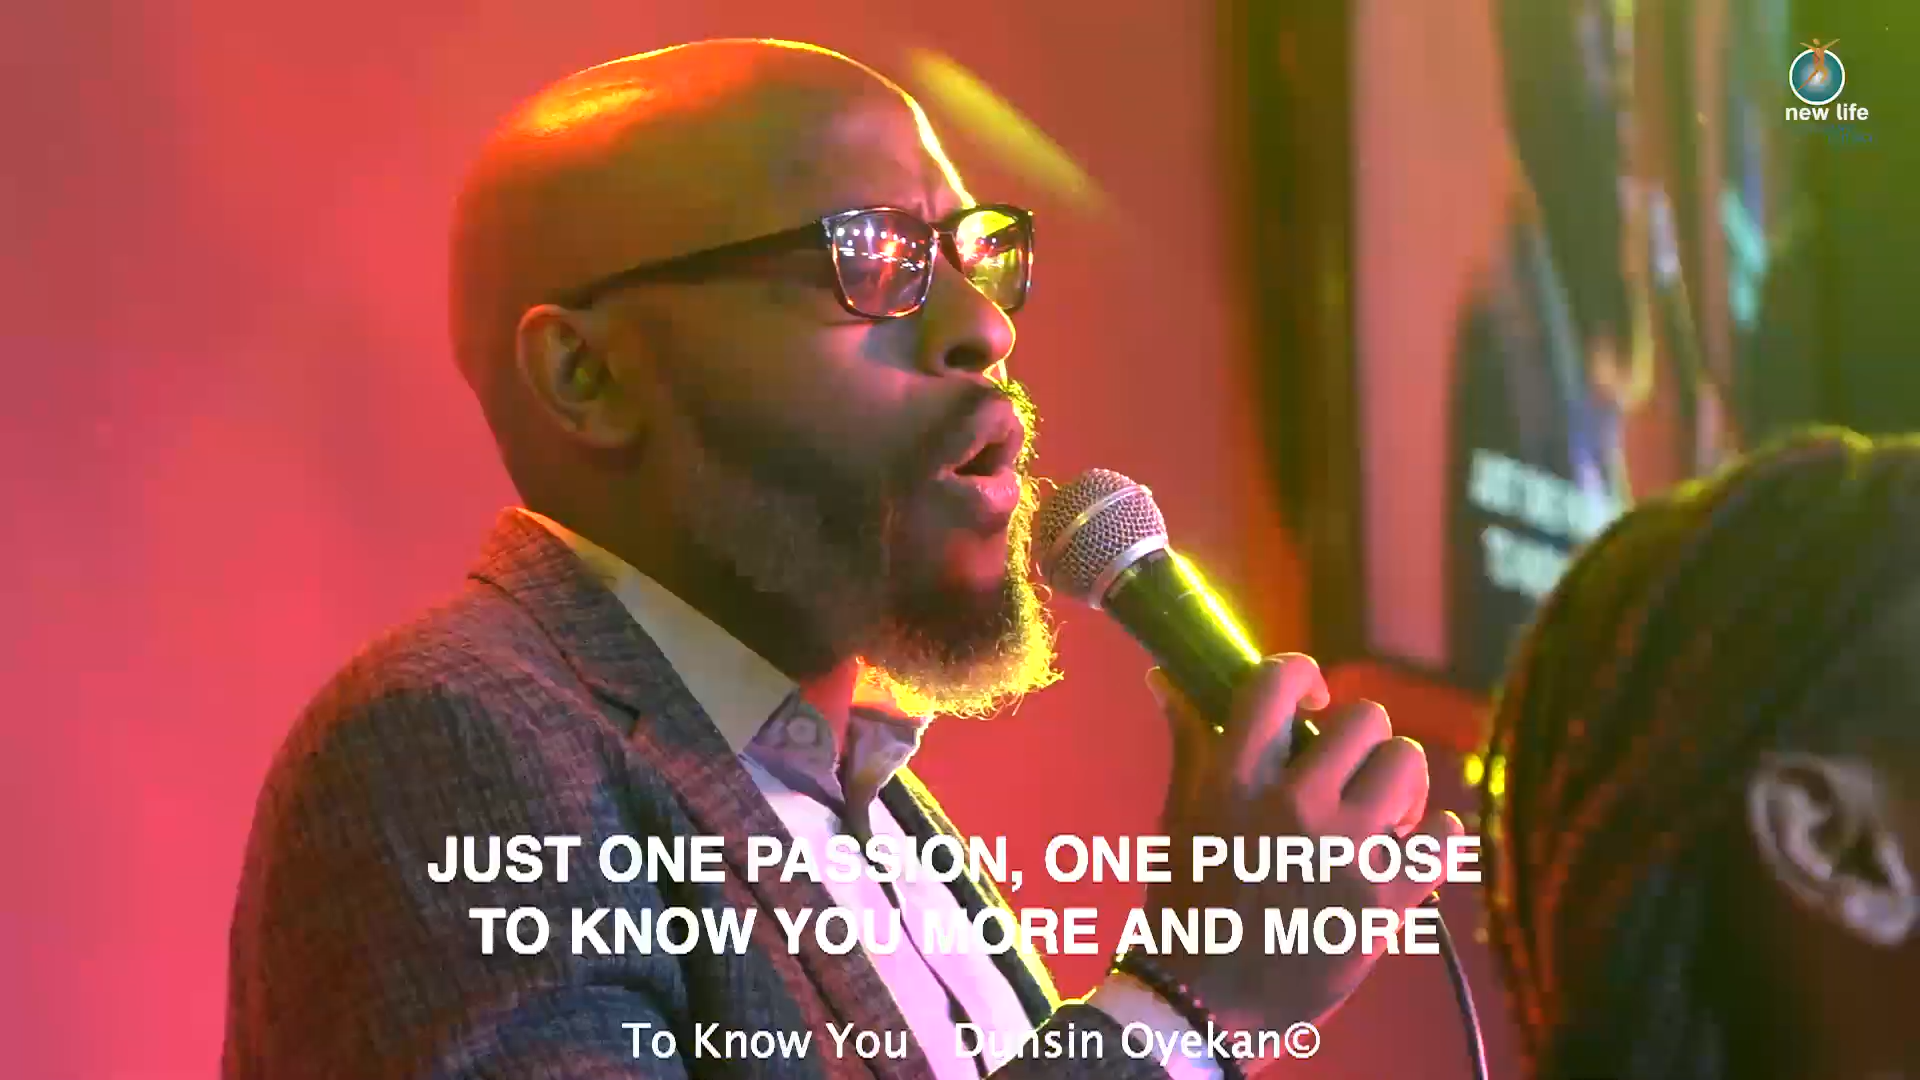 new life
JUST ONE PASSION, ONE PURPOSE
TO KNOW YOU MORE AND MORE
To Know You Dunsin Oyekan©